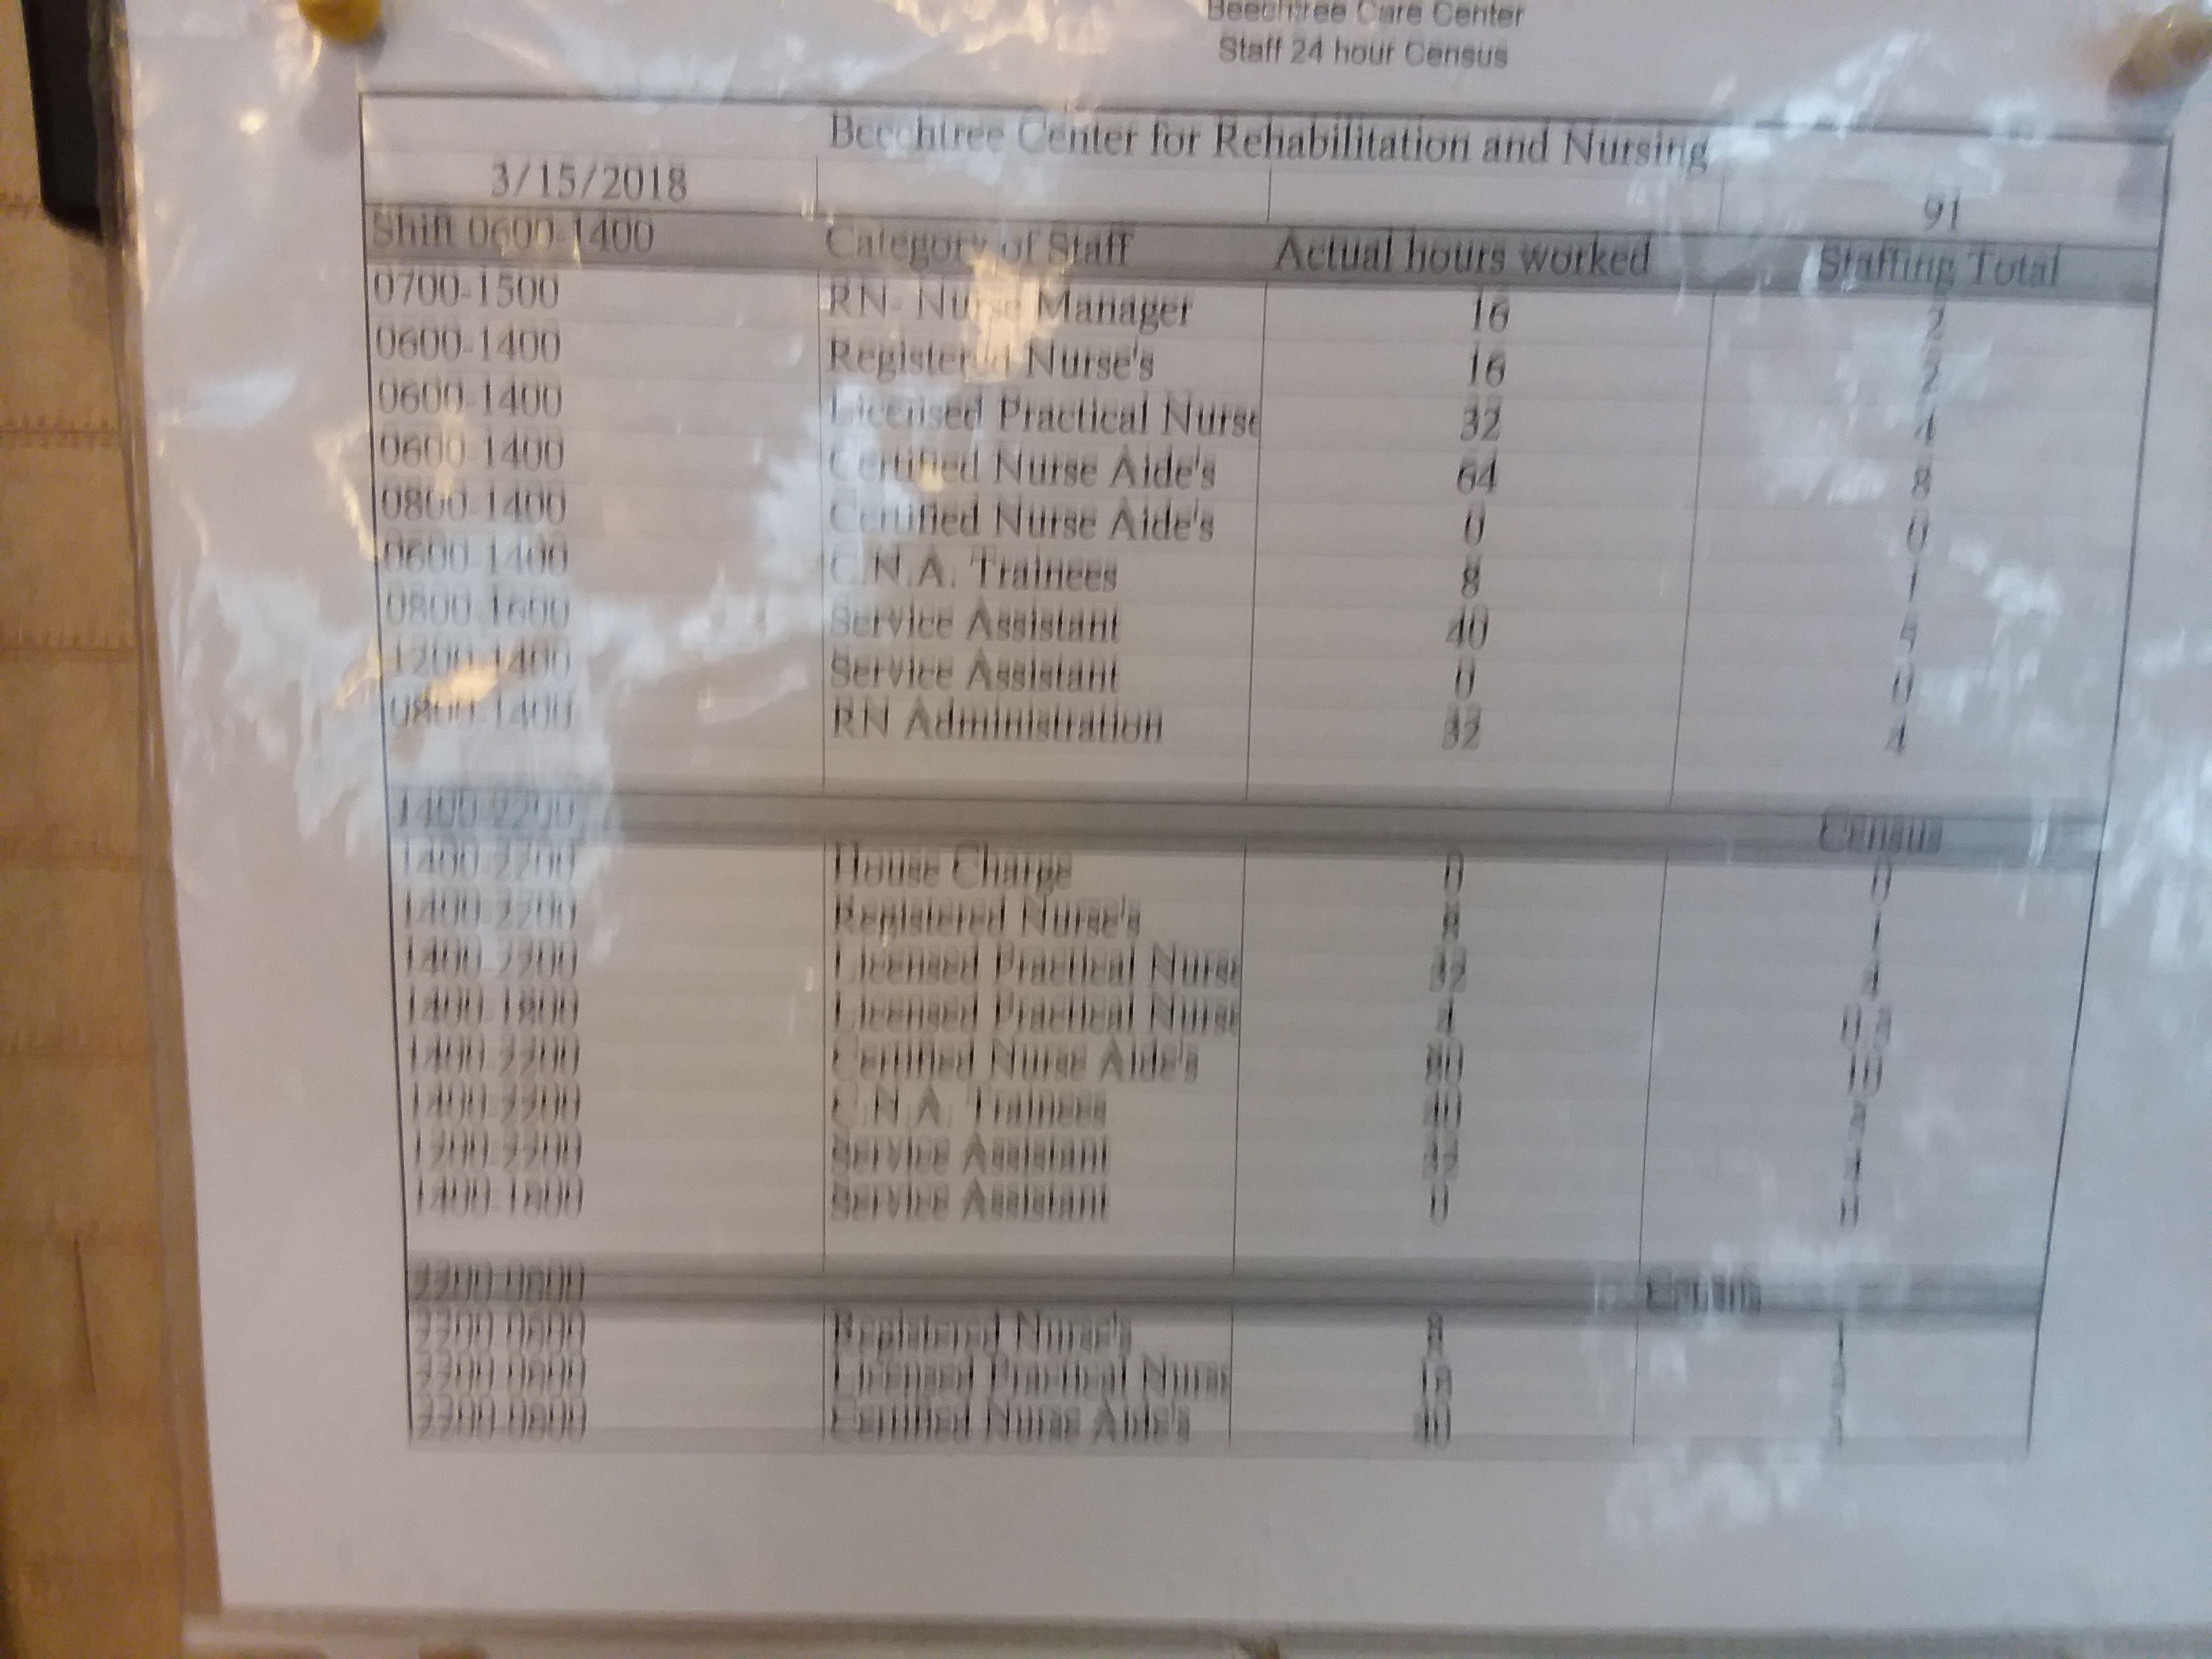 Beechtree Care Center
Staff 24 hour Census
Beechtree Center for Rehabilitation and Nursing
3/15/2018 91
Shift 0600-1400 Category of Staff Actual hours worked Staffing Total
0700-1500 RN- Nurse Manager 16 2
0600-1400 Registered Nurse's 16 2
0600-1400 Licensed Practical Nurse 32 4
0600-1400 Certified Nurse Aide's 64 8
0800-1400 Certified Nurse Aide's 0 0
0600-1400 C.N.A. Trainees 8 1
0800-1600 Service Assistant 40 5
1200-1400 Service Assistant 0 0
0800-1400 RN Administration 32 4
1400-2200 Census
1400-2200 House Charge 0 0
1400-2200 Registered Nurse's 8 1
1400-2200 Licensed Practical Nurse 32 4
1400-1800 Licensed Practical Nurse 4 0.5
1400-2200 Certified Nurse Aide's 80 10
1400-2200 C.N.A. Trainees 40 5
1200-2200 Service Assistant 32 4
1400-1800 Service Assistant 0 0
2200-0600 Census
2200-0600 Registered Nurse's 8 1
2200-0600 Licensed Practical Nurse 16 2
2200-0600 Certified Nurse Aide's 40 5